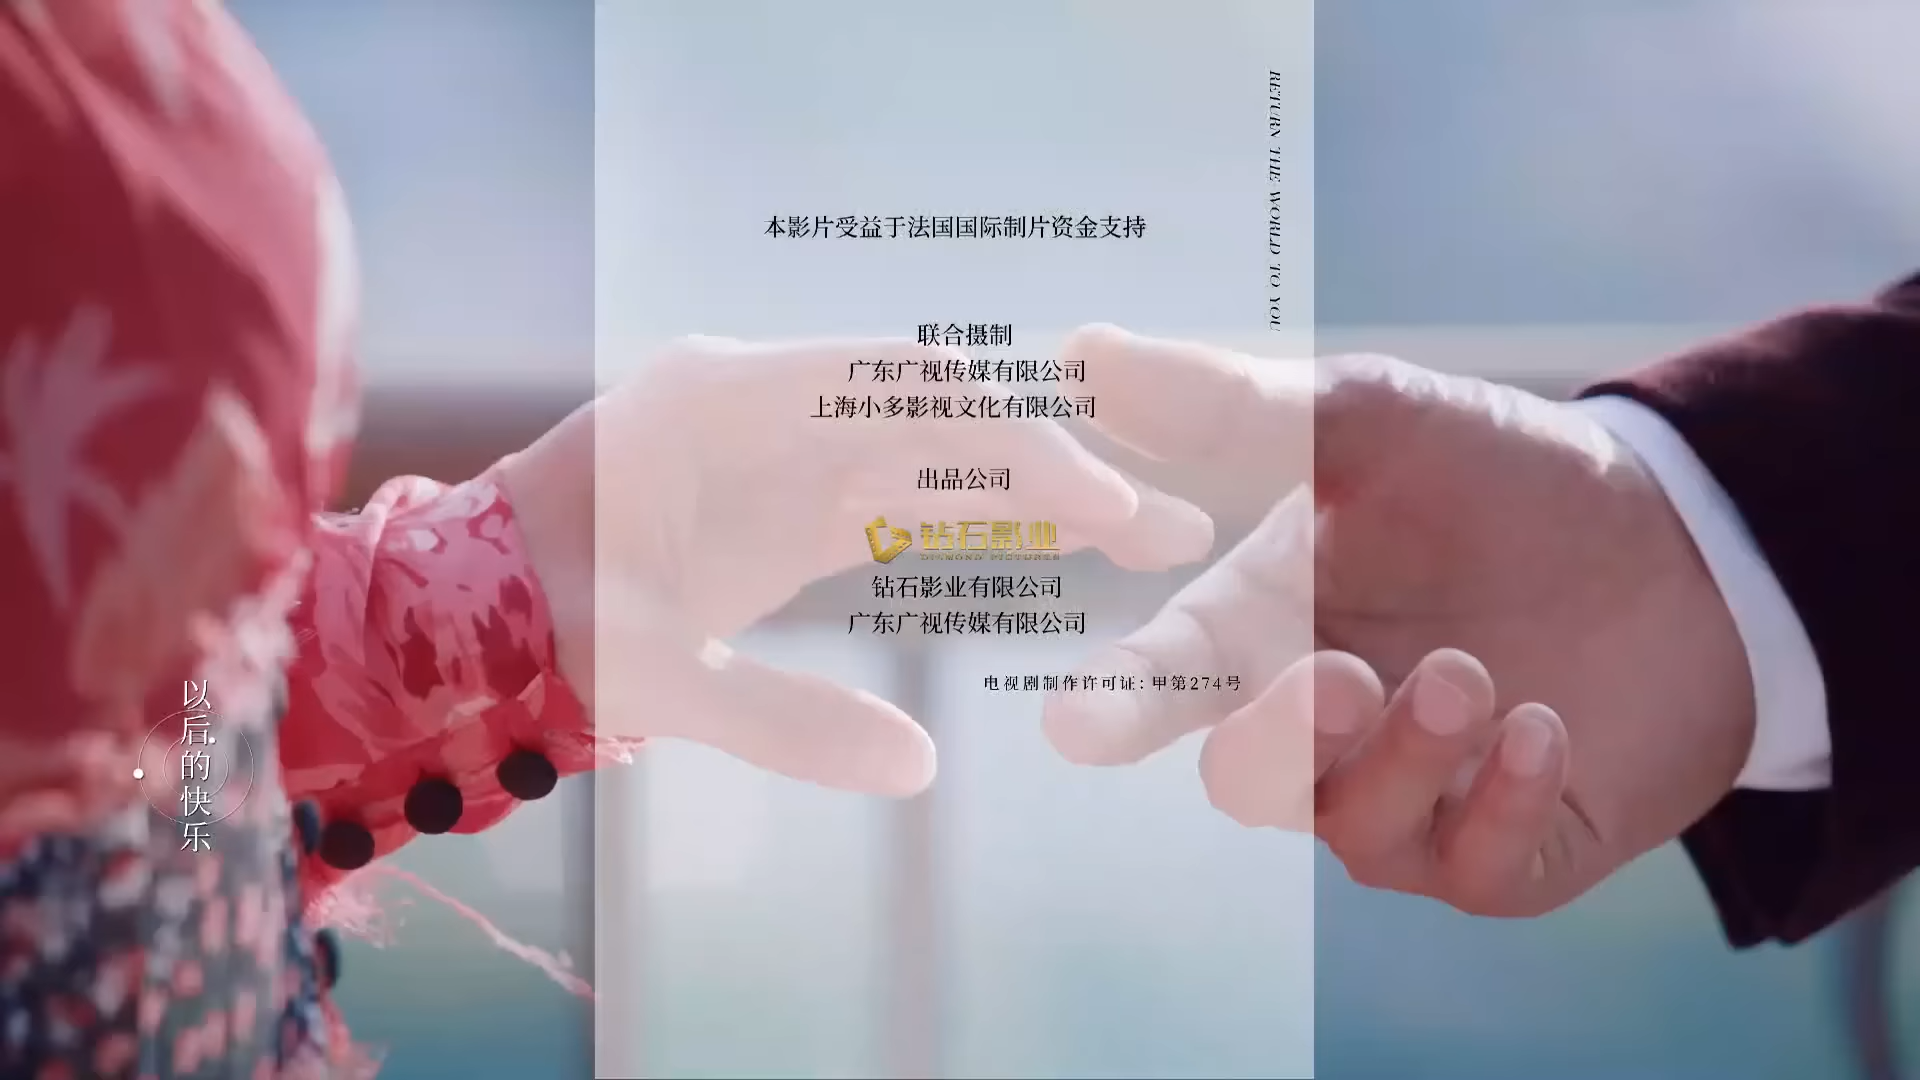 RETURN THE WORLD TO YOU
本影片受益于法国国际制片资金支持
联合摄制
广东广视传媒有限公司
上海小多影视文化有限公司
出品公司
钻石影业
DIAMOND PICTURES
钻石影业有限公司
广东广视传媒有限公司
电视剧制作许可证：甲第274号
以后的快乐